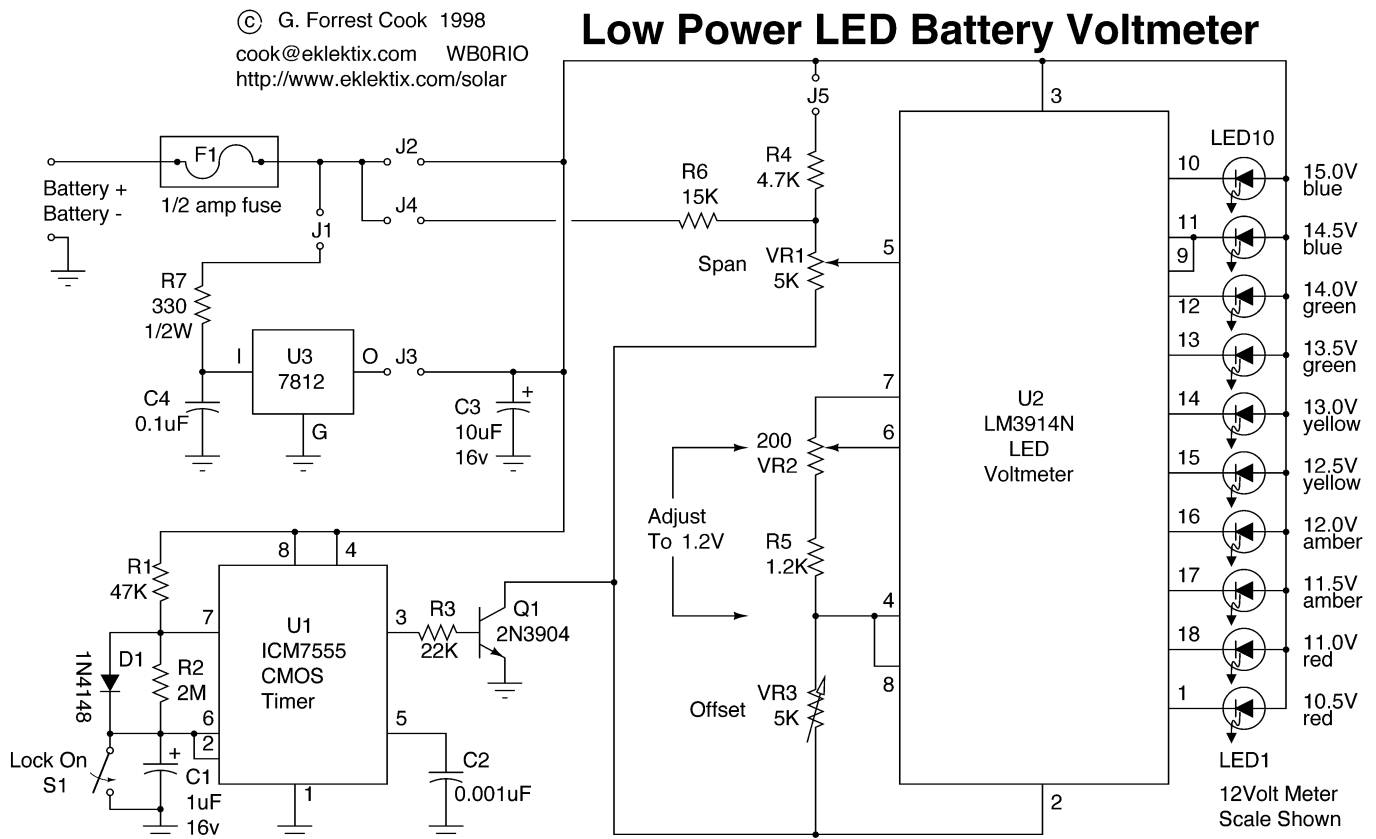 © G. Forrest Cook 1998
cook@eklektix.com WB0RIO
http://www.eklektix.com/solar
Low Power LED Battery Voltmeter
F1
1/2 amp fuse
Battery +
Battery -
J1
J2
J4
J5
3
R4
4.7K
R6
15K
Span
VR1
5K
5
R7
330
1/2W
I
U3
7812
O
J3
G
C4
0.1uF
C3
10uF
16v
+
7
200
VR2
6
Adjust
To 1.2V
R5
1.2K
4
8
Offset
VR3
5K
U2
LM3914N
LED
Voltmeter
2
R1
47K
8
4
7
U1
ICM7555
CMOS
Timer
3
R3
22K
Q1
2N3904
1N4148
D1
R2
2M
6
2
5
Lock On
S1
+
C1
1uF
16v
1
C2
0.001uF
LED10
10
15.0V
blue
11
9
14.5V
blue
12
14.0V
green
13
13.5V
green
14
13.0V
yellow
15
12.5V
yellow
16
12.0V
amber
17
11.5V
amber
18
11.0V
red
1
10.5V
red
LED1
12Volt Meter
Scale Shown